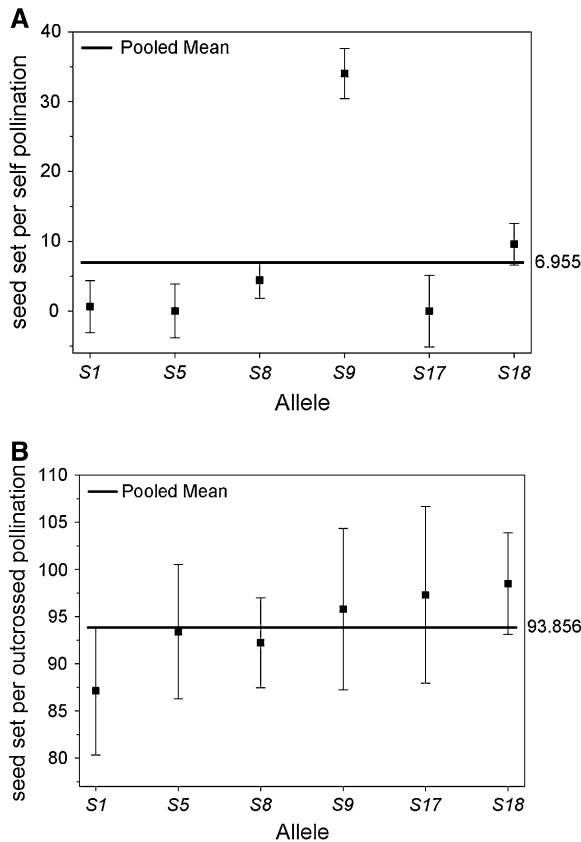 A
Pooled Mean
seed set per self pollination
40
30
20
10
0
6.955
S1 S5 S8 S9 S17 S18
Allele
B
Pooled Mean
seed set per outcrossed pollination
110
105
100
95
90
85
80
93.856
S1 S5 S8 S9 S17 S18
Allele